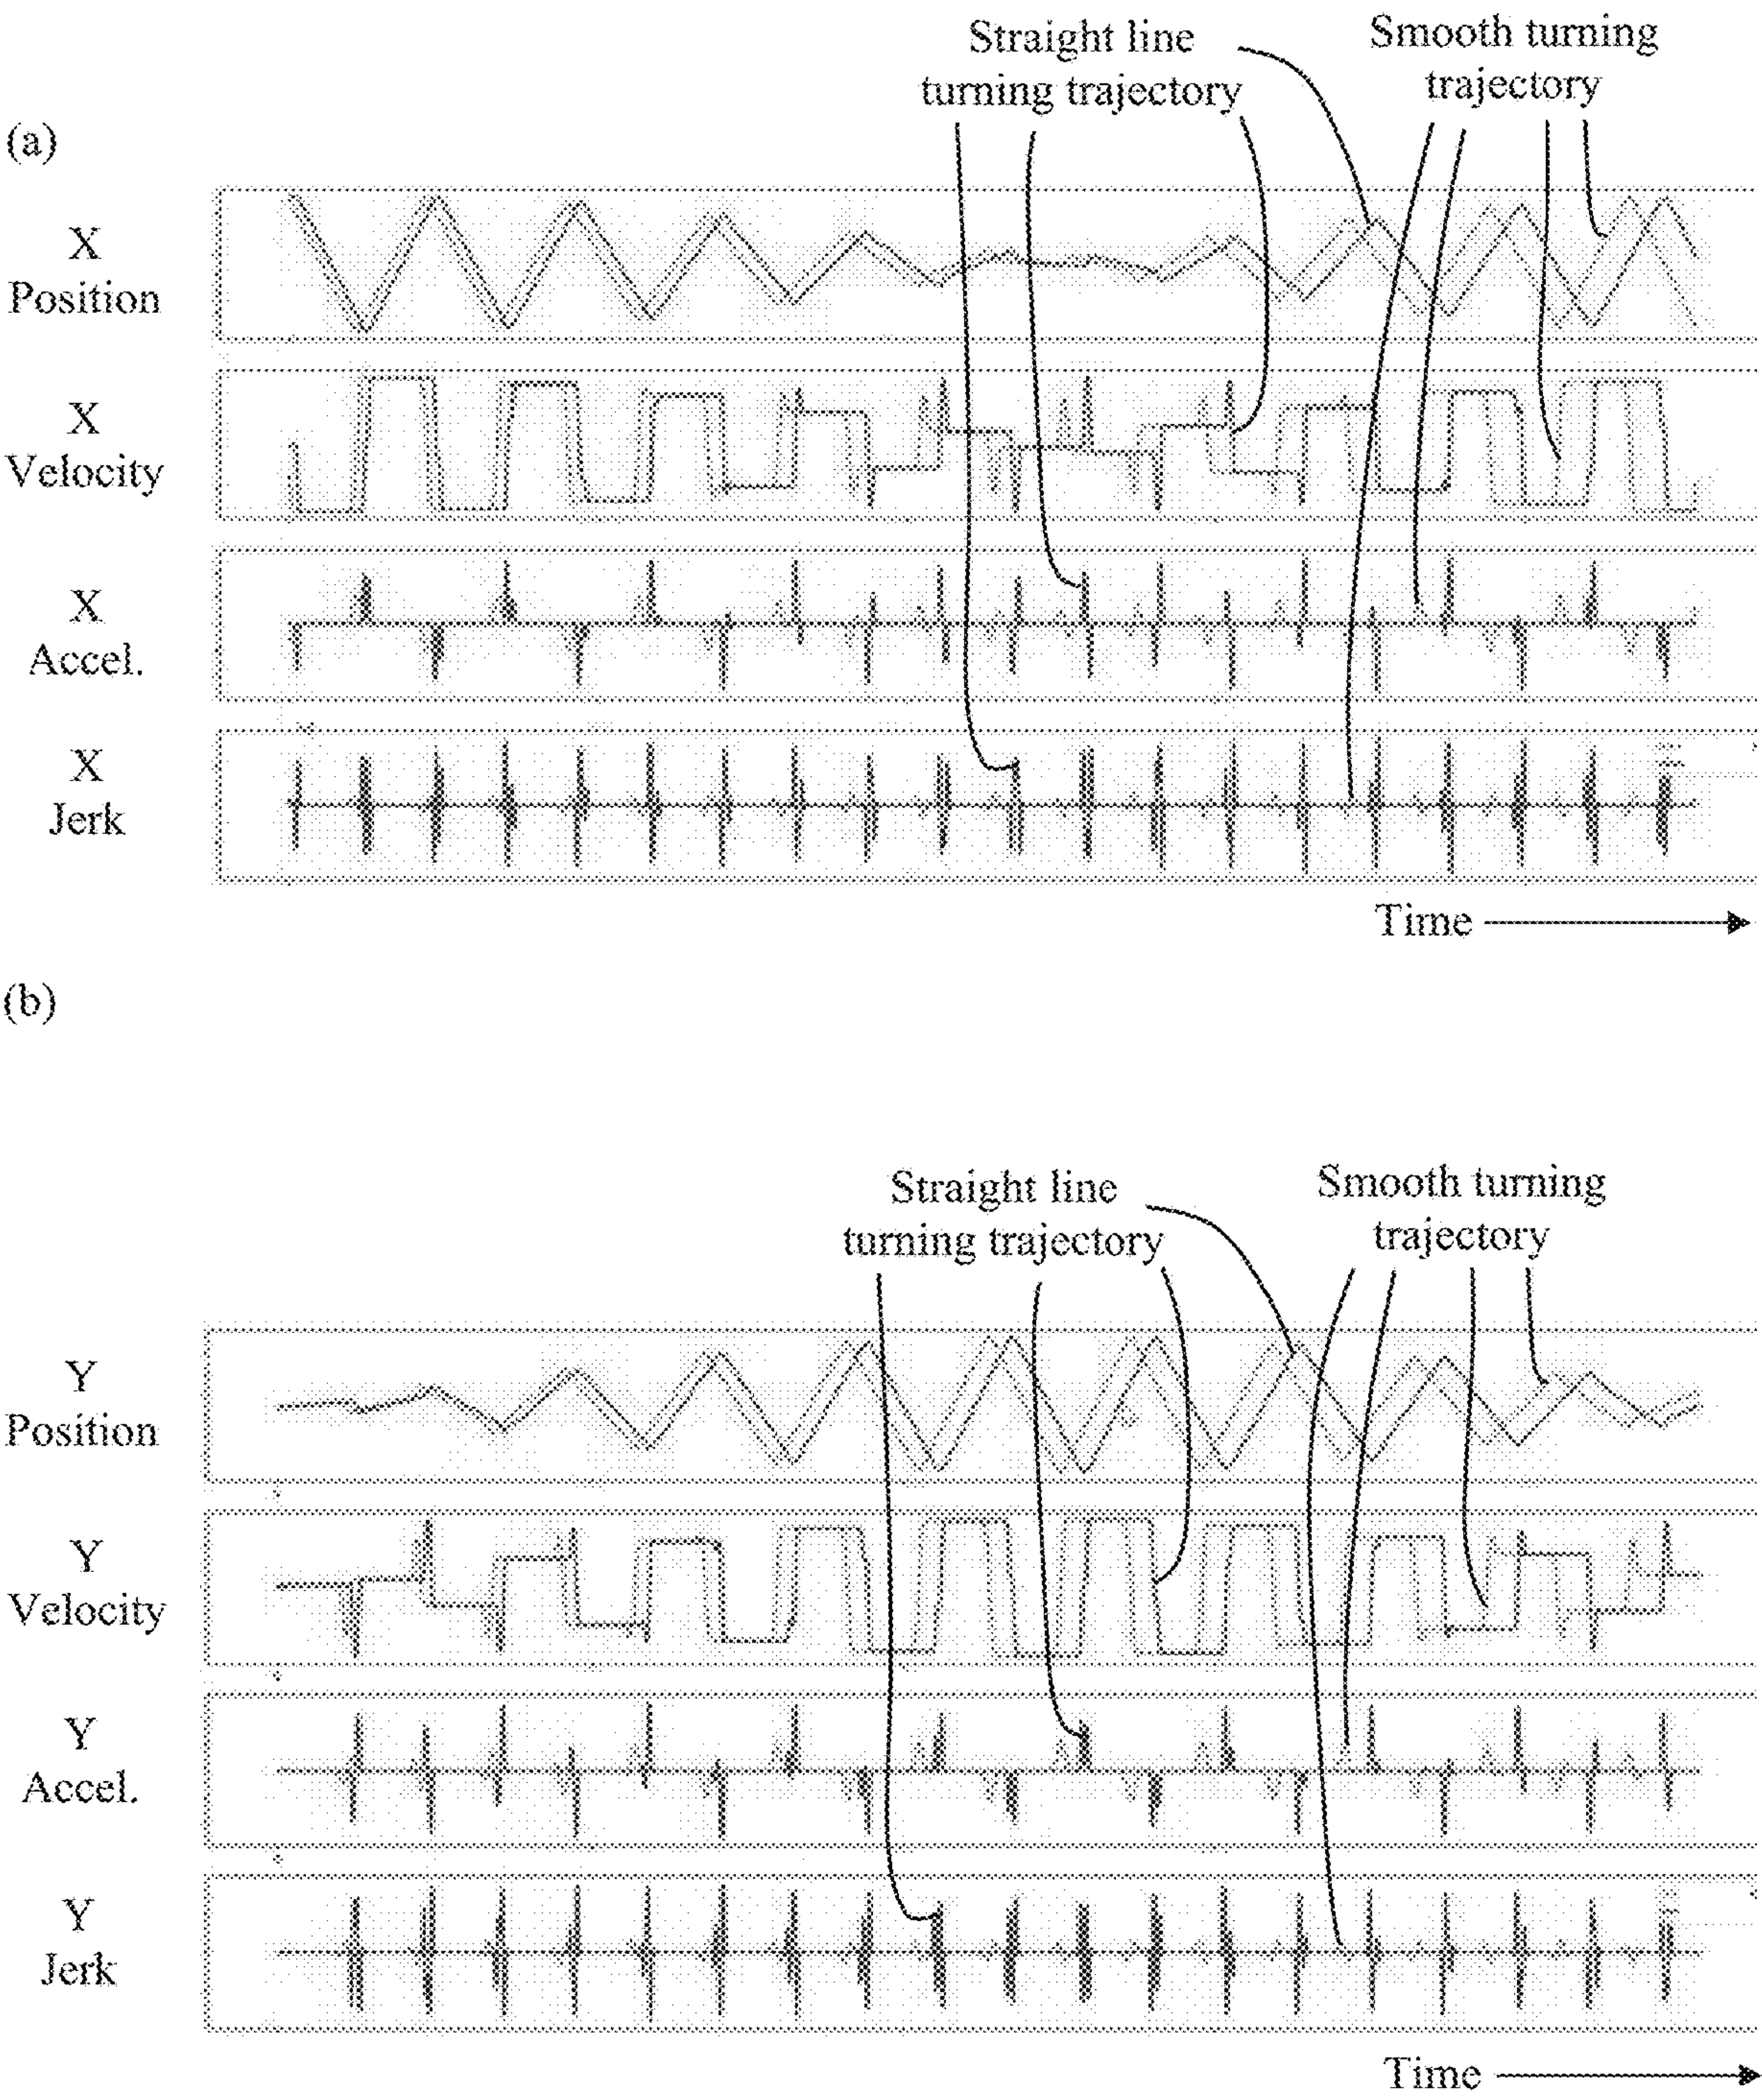 Straight line
turning trajectory
Smooth turning
trajectory
(a)
X
Position
X
Velocity
X
Accel.
X
Jerk
Time
(b)
Straight line
turning trajectory
Smooth turning
trajectory
Y
Position
Y
Velocity
Y
Accel.
Y
Jerk
Time